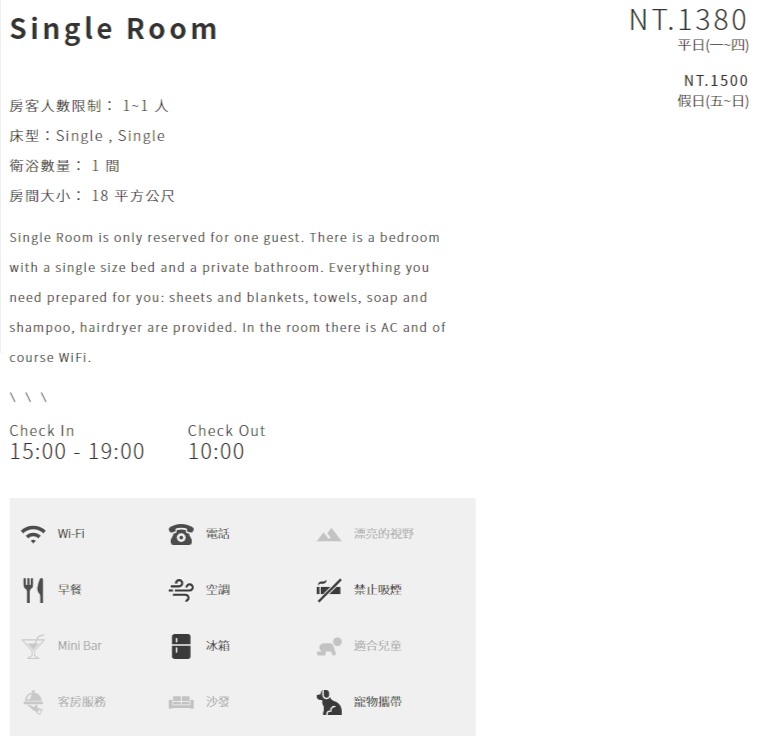 Single Room
NT.1380
平日(一~四)
NT.1500
假日(五~日)
房客人數限制： 1~1 人
床型：Single , Single
衛浴數量： 1 間
房間大小： 18 平方公尺
Single Room is only reserved for one guest. There is a bedroom
with a single size bed and a private bathroom. Everything you
need prepared for you: sheets and blankets, towels, soap and
shampoo, hairdryer are provided. In the room there is AC and of
course WiFi.
\ \ \
Check In
15:00 - 19:00
Check Out
10:00
Wi-Fi
電話
漂亮的視野
早餐
空調
禁止吸煙
Mini Bar
冰箱
適合兒童
客房服務
沙發
寵物攜帶